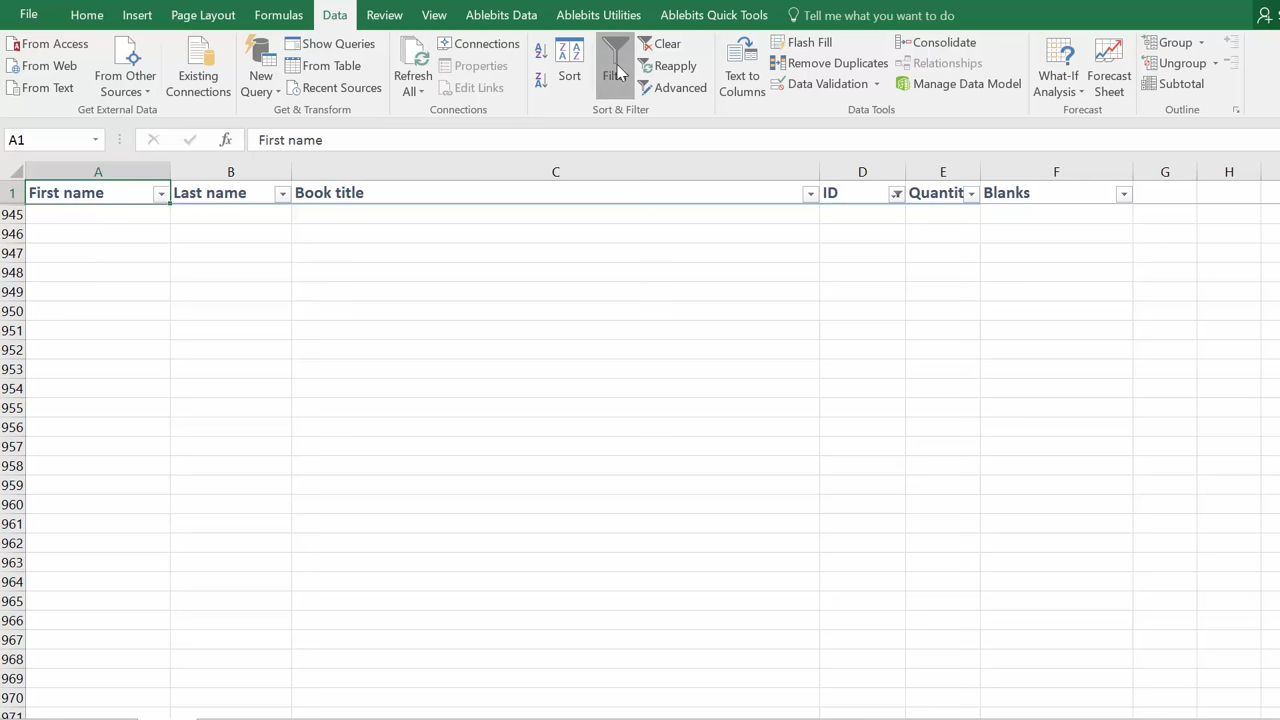 File Home Insert Page Layout Formulas Data Review View Ablebits Data Ablebits Utilities Ablebits Quick Tools Tell me what you want to do
From Access
From Web
From Text
From Other
Sources
Existing
Connections
Get External Data
New
Query
Show Queries
From Table
Recent Sources
Get & Transform
Refresh
All
Connections
Properties
Edit Links
Connections
A
Z
Z
A
Z A
A Z
Sort
Clear
Reapply
Advanced
Sort & Filter
Text to
Columns
Flash Fill
Remove Duplicates
Data Validation
Consolidate
Relationships
Manage Data Model
Data Tools
What-If
Analysis
Forecast
Sheet
Forecast
Group
Ungroup
Subtotal
Outline
A1 fx First name
A B C D E F G H
1 First name Last name Book title ID Quantit Blanks
945
946
947
948
949
950
951
952
953
954
955
956
957
958
959
960
961
962
963
964
965
966
967
968
969
970
971